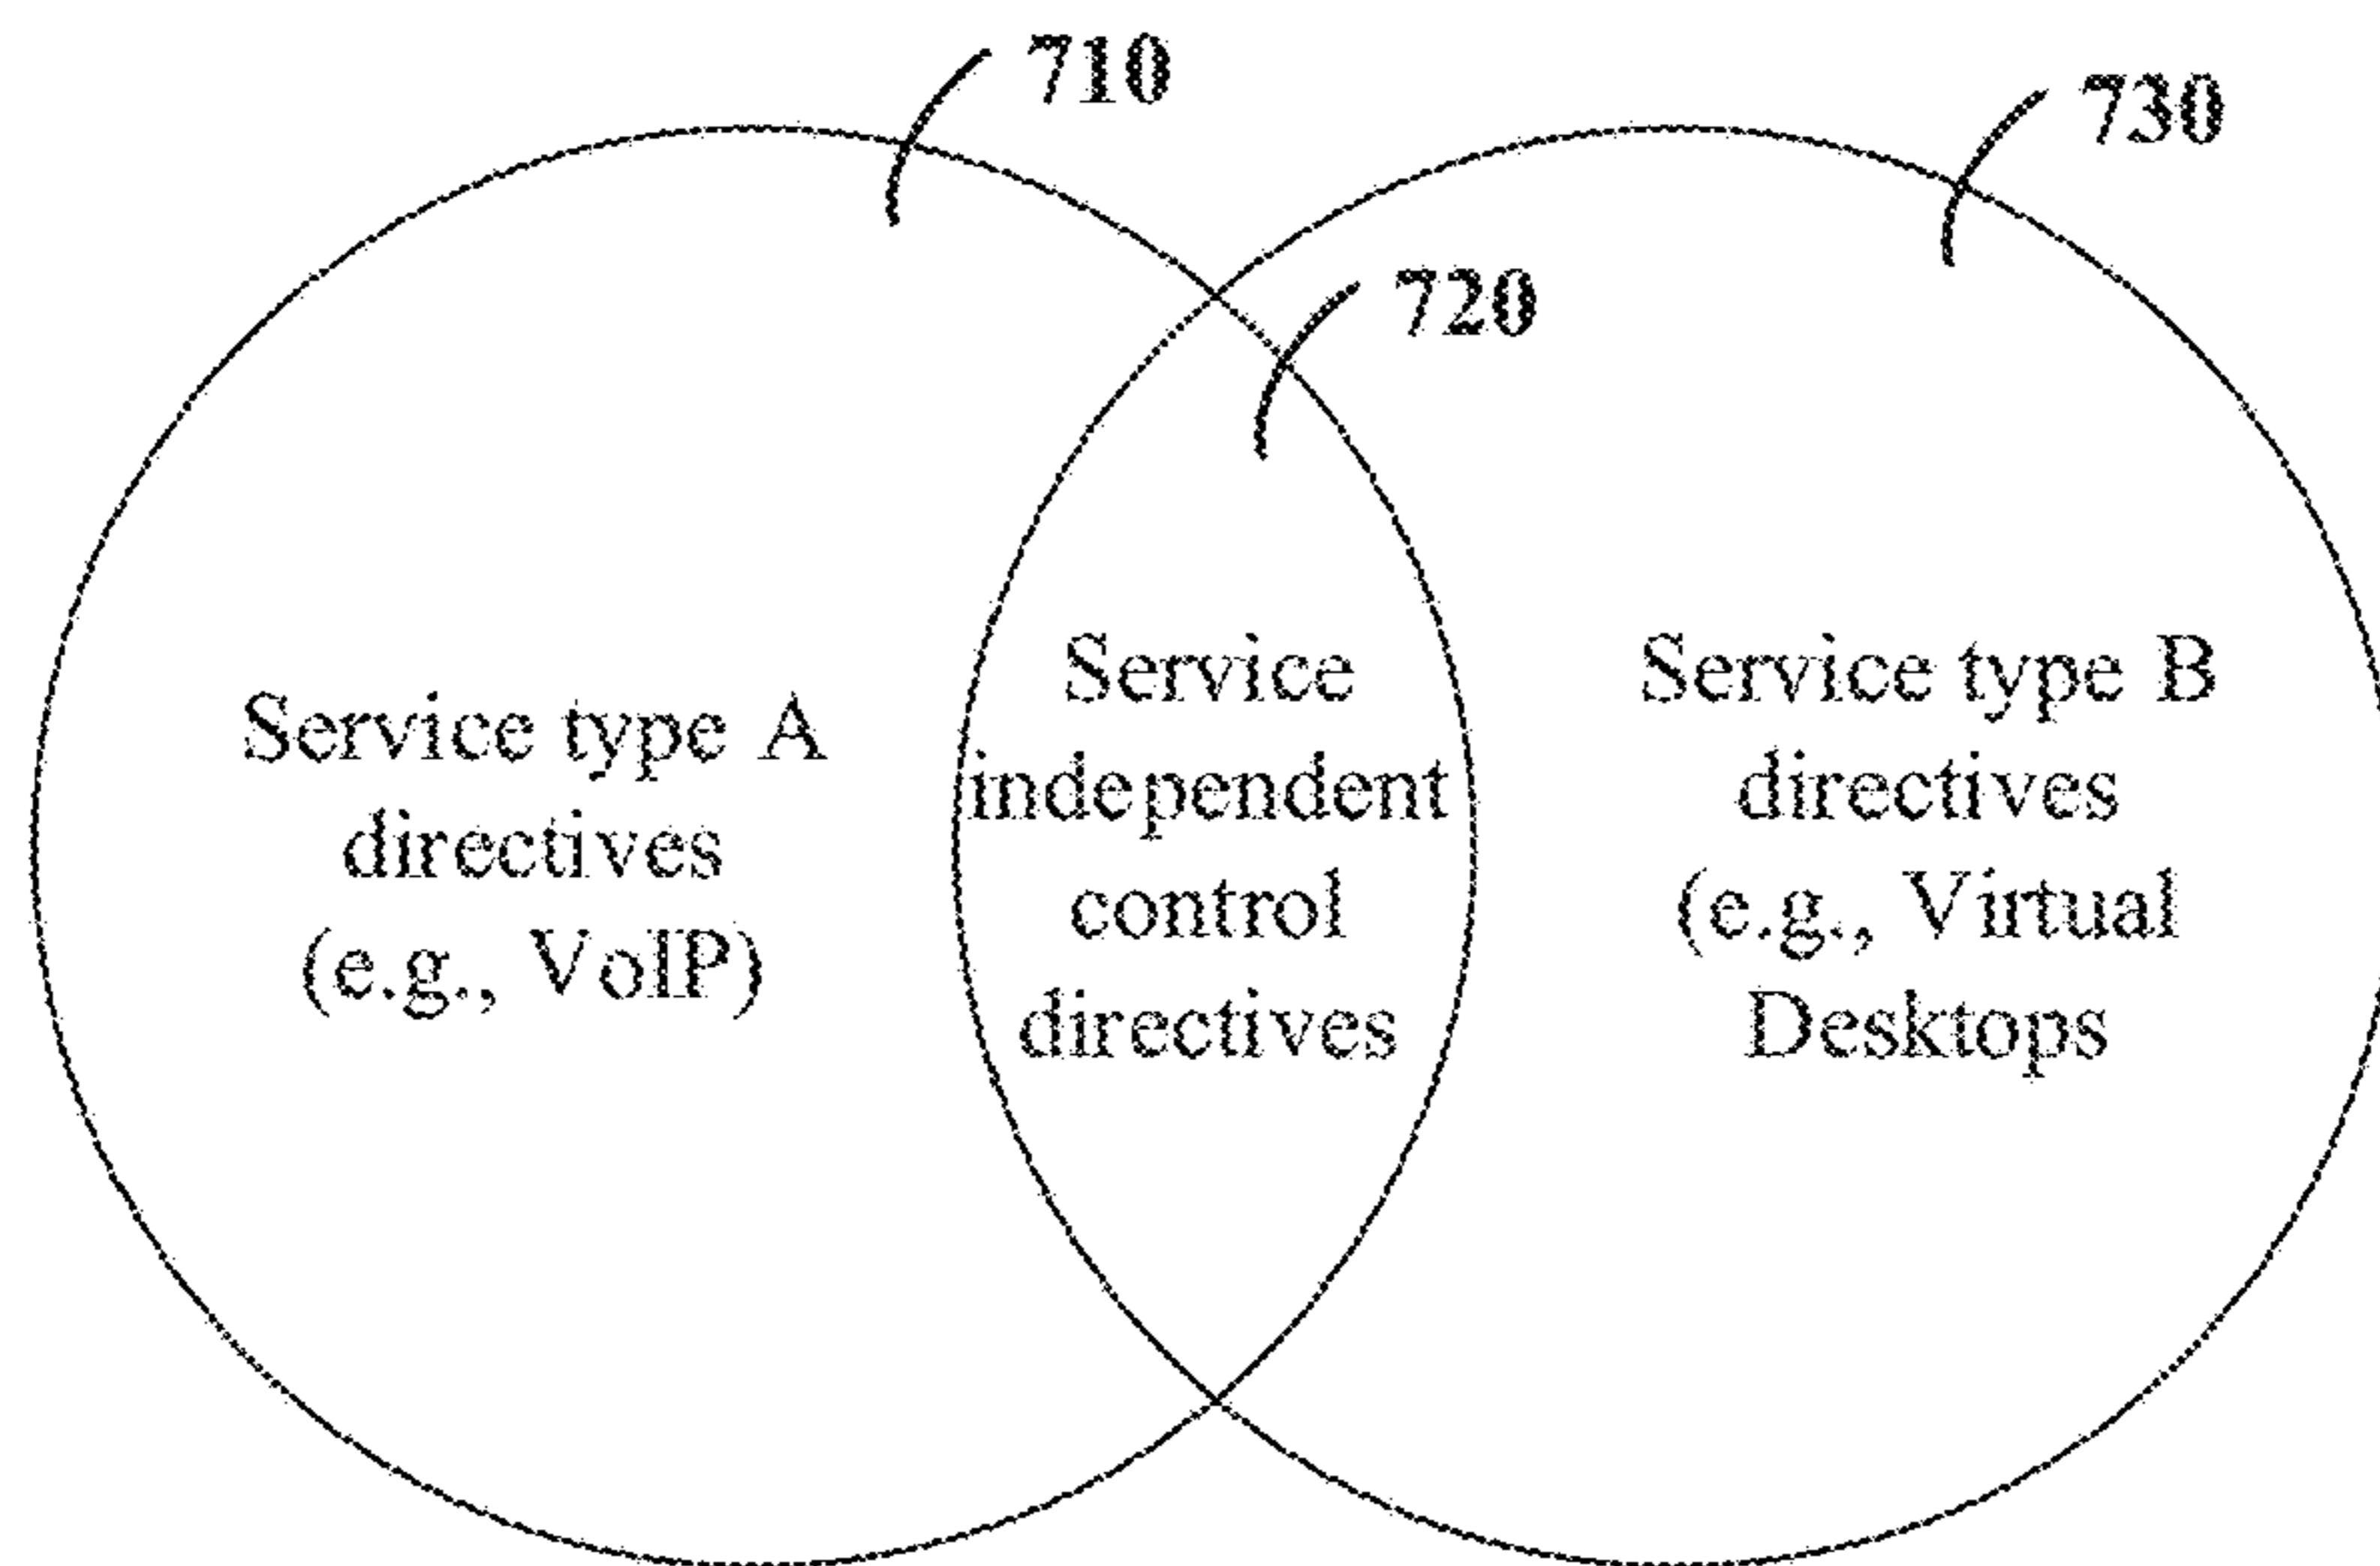 710
730
720
Service type A
directives
(e.g., VoIP)
Service
independent
control
directives
Service type B
directives
(e.g., Virtual
Desktops